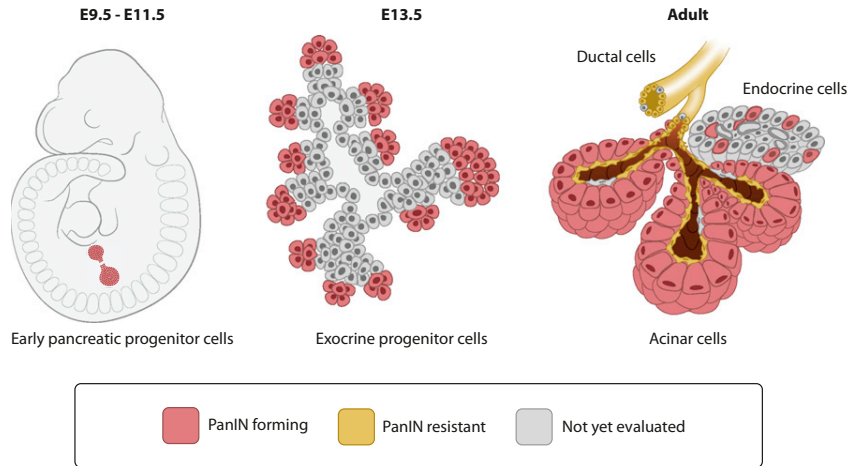 E9.5 - E11.5
E13.5
Adult
Ductal cells
Endocrine cells
Early pancreatic progenitor cells
Exocrine progenitor cells
Acinar cells
PanIN forming
PanIN resistant
Not yet evaluated